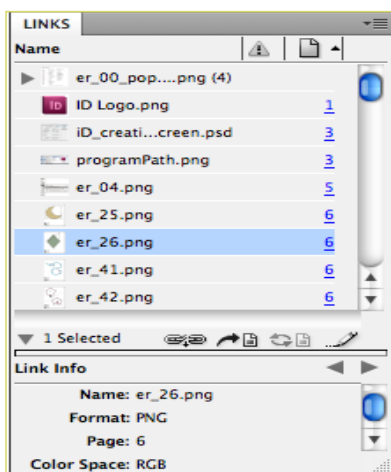 LINKS
Name
er_00_pop....png (4)
ID Logo.png 1
iD_creati...creen.psd 3
programPath.png 3
er_04.png 5
er_25.png 6
er_26.png 6
er_41.png 6
er_42.png 6
1 Selected
Link Info
Name: er_26.png
Format: PNG
Page: 6
Color Space: RGB